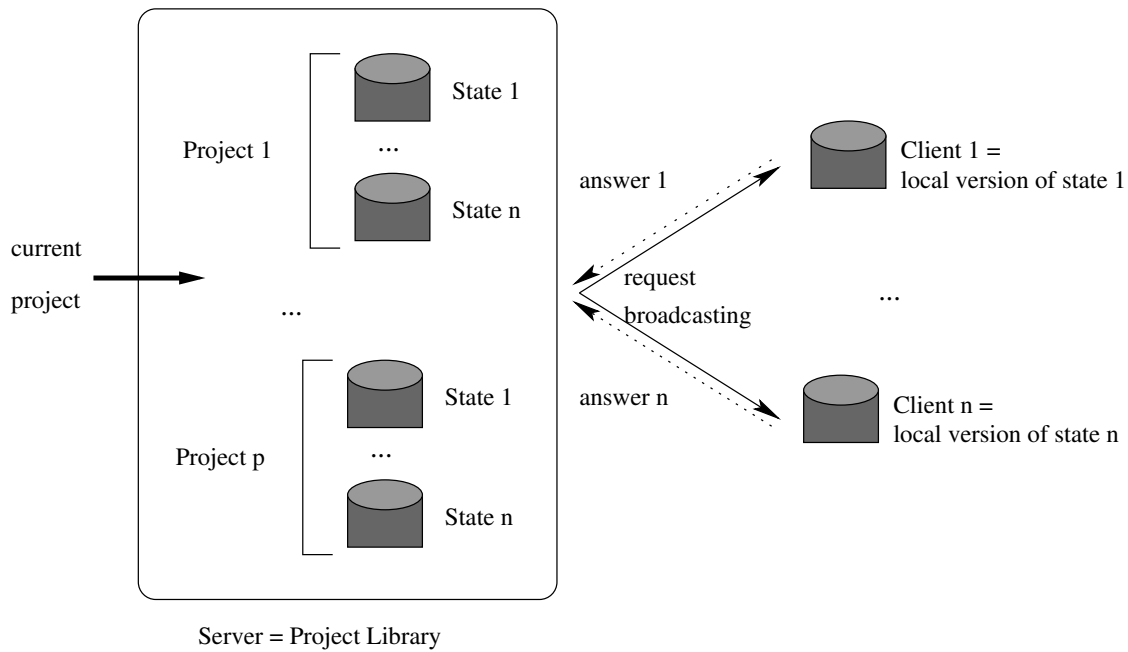 State 1
Project 1
...
State n
current
project
...
State 1
Project p
...
State n
Server = Project Library
answer 1
request
broadcasting
answer n
Client 1 =
local version of state 1
...
Client n =
local version of state n